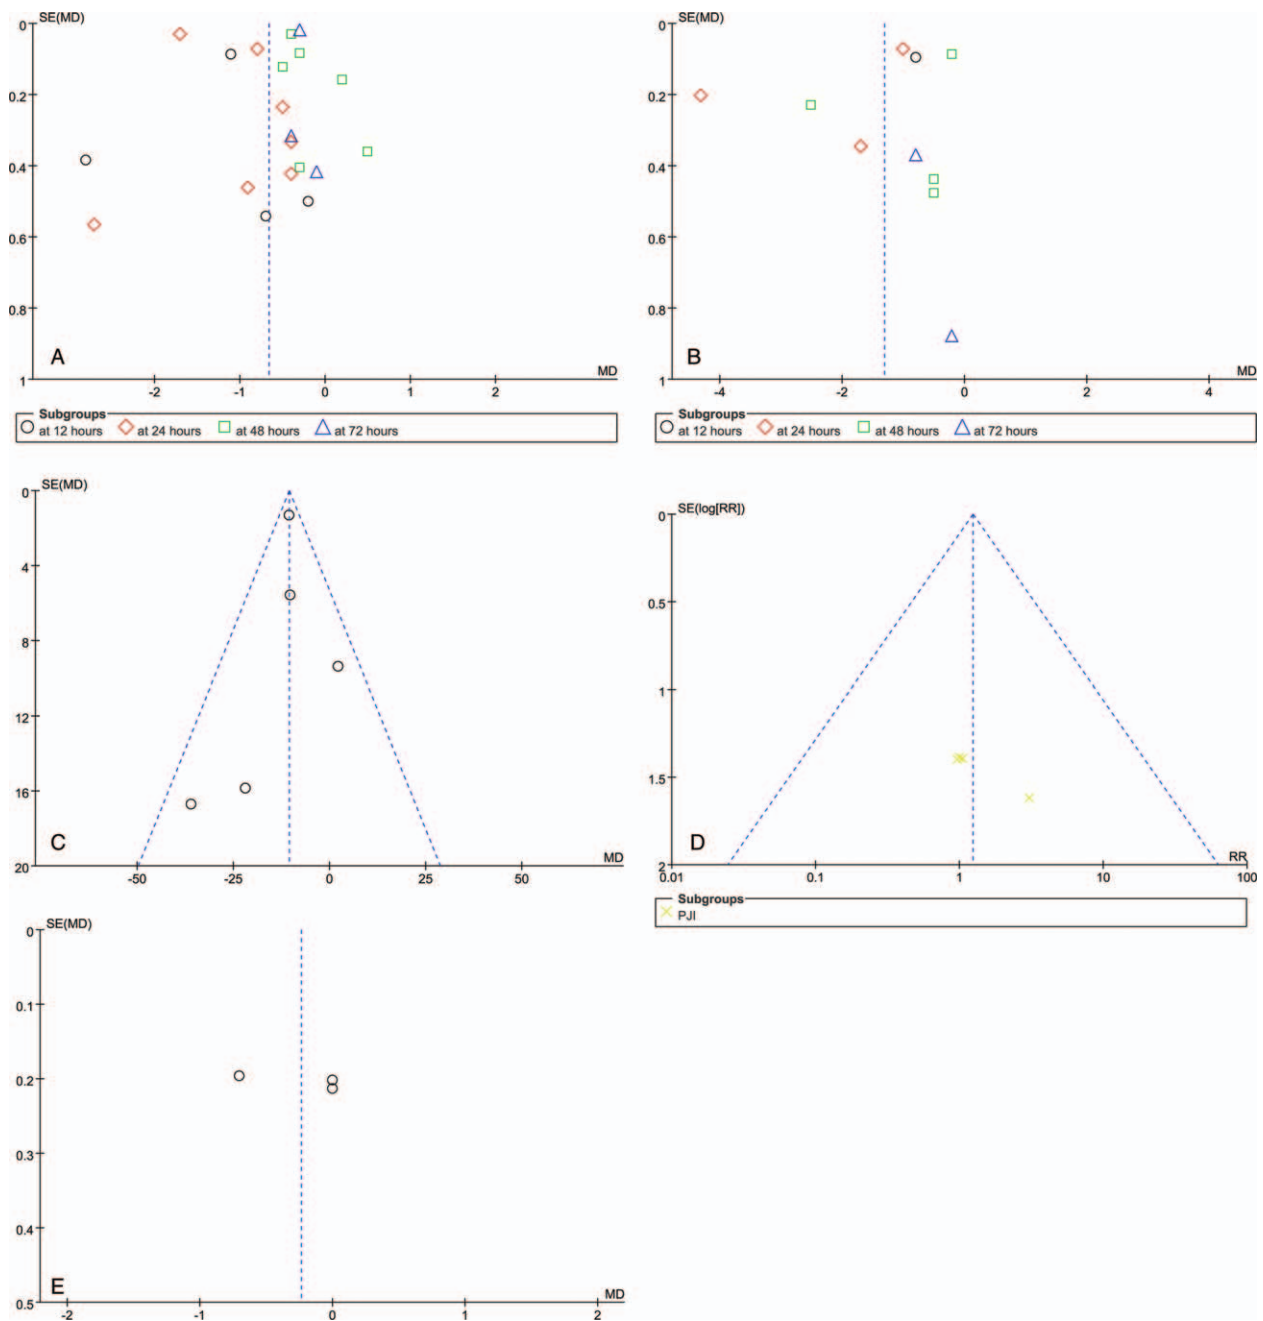 SE(MD)
0
0.2
0.4
0.6
0.8
1
A
MD
-2 -1 0 1 2
Subgroups
at 12 hours at 24 hours at 48 hours at 72 hours
SE(MD)
0
0.2
0.4
0.6
0.8
1
B
MD
-4 -2 0 2 4
Subgroups
at 12 hours at 24 hours at 48 hours at 72 hours
SE(MD)
0
4
8
12
16
20
C
MD
-50 -25 0 25 50
SE(log[RR])
0
0.5
1
1.5
2
D
RR
0.01 0.1 1 10 100
Subgroups
PJI
SE(MD)
0
0.1
0.2
0.3
0.4
0.5
E
MD
-2 -1 0 1 2